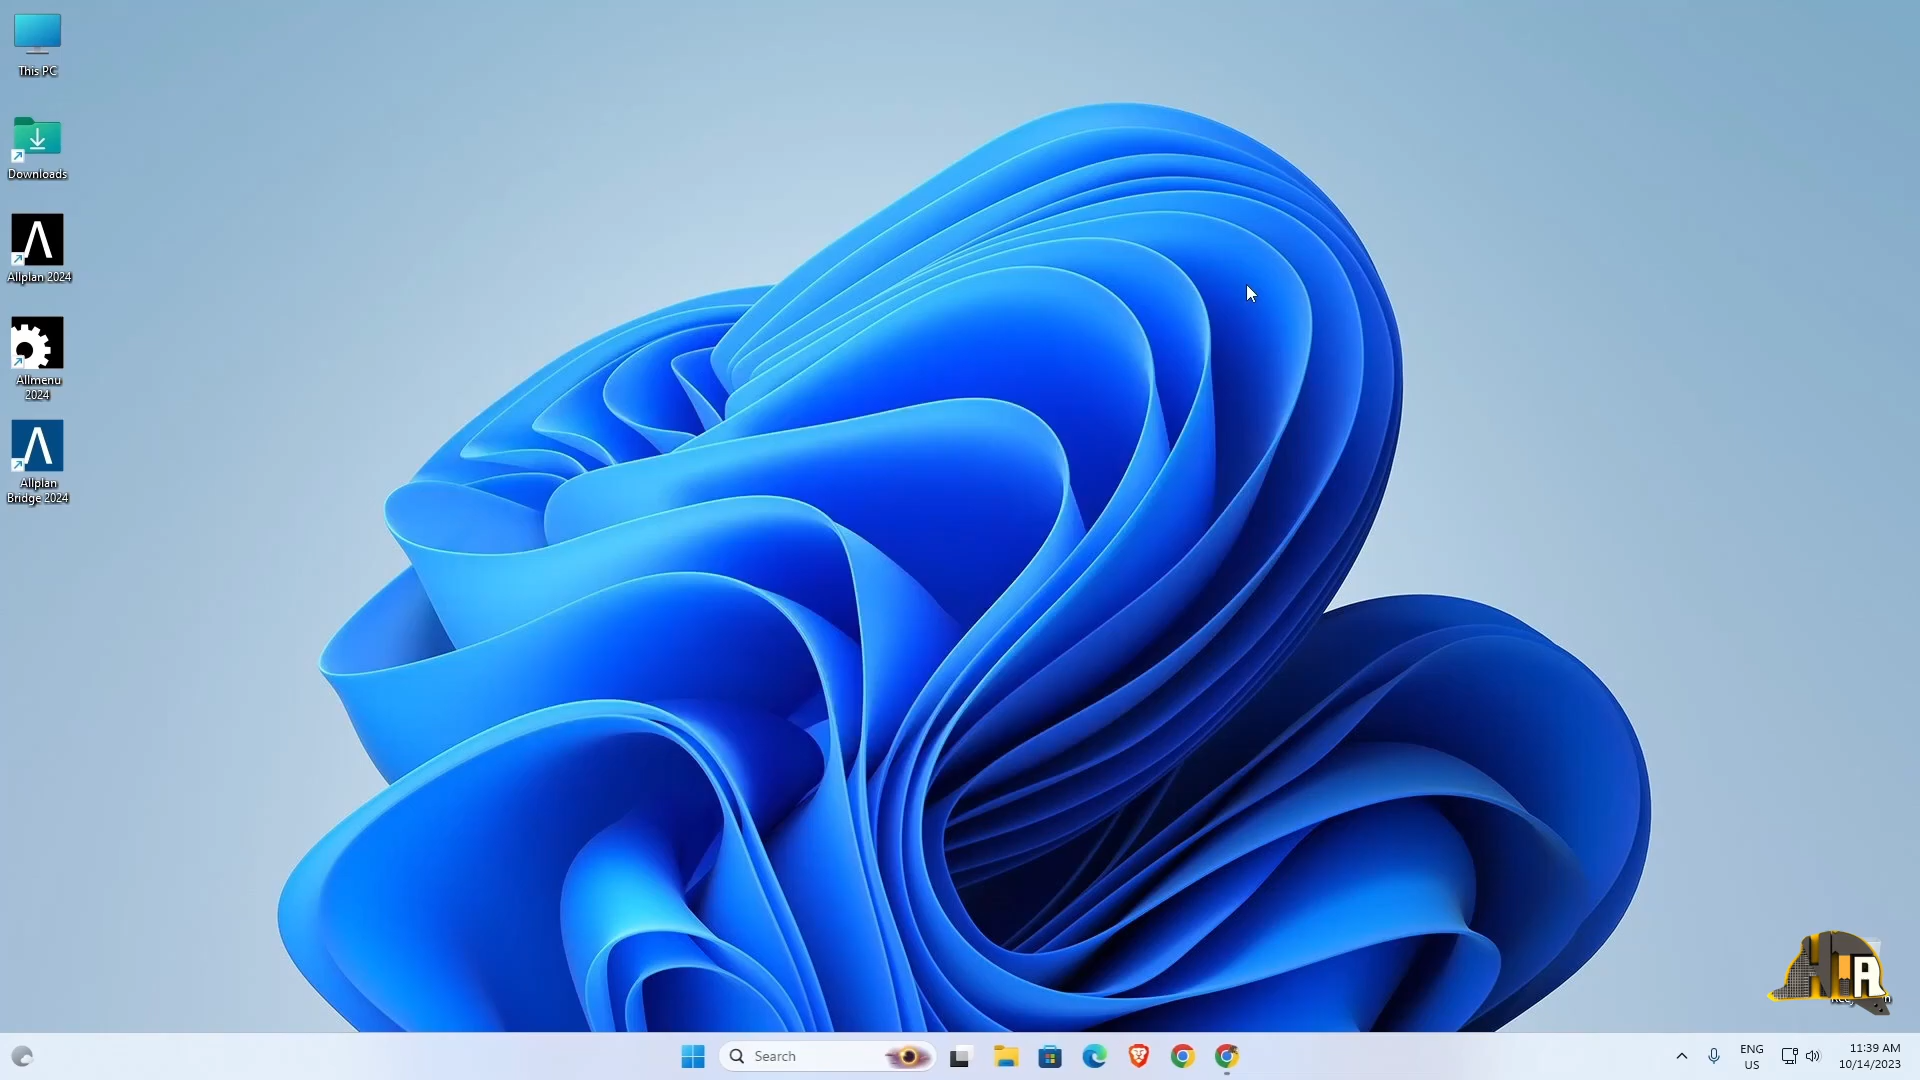 This PC
Downloads
Allplan 2024
Allmenu
2024
Allplan
Bridge 2024
Search
ENG
US
11:39 AM
10/14/2023